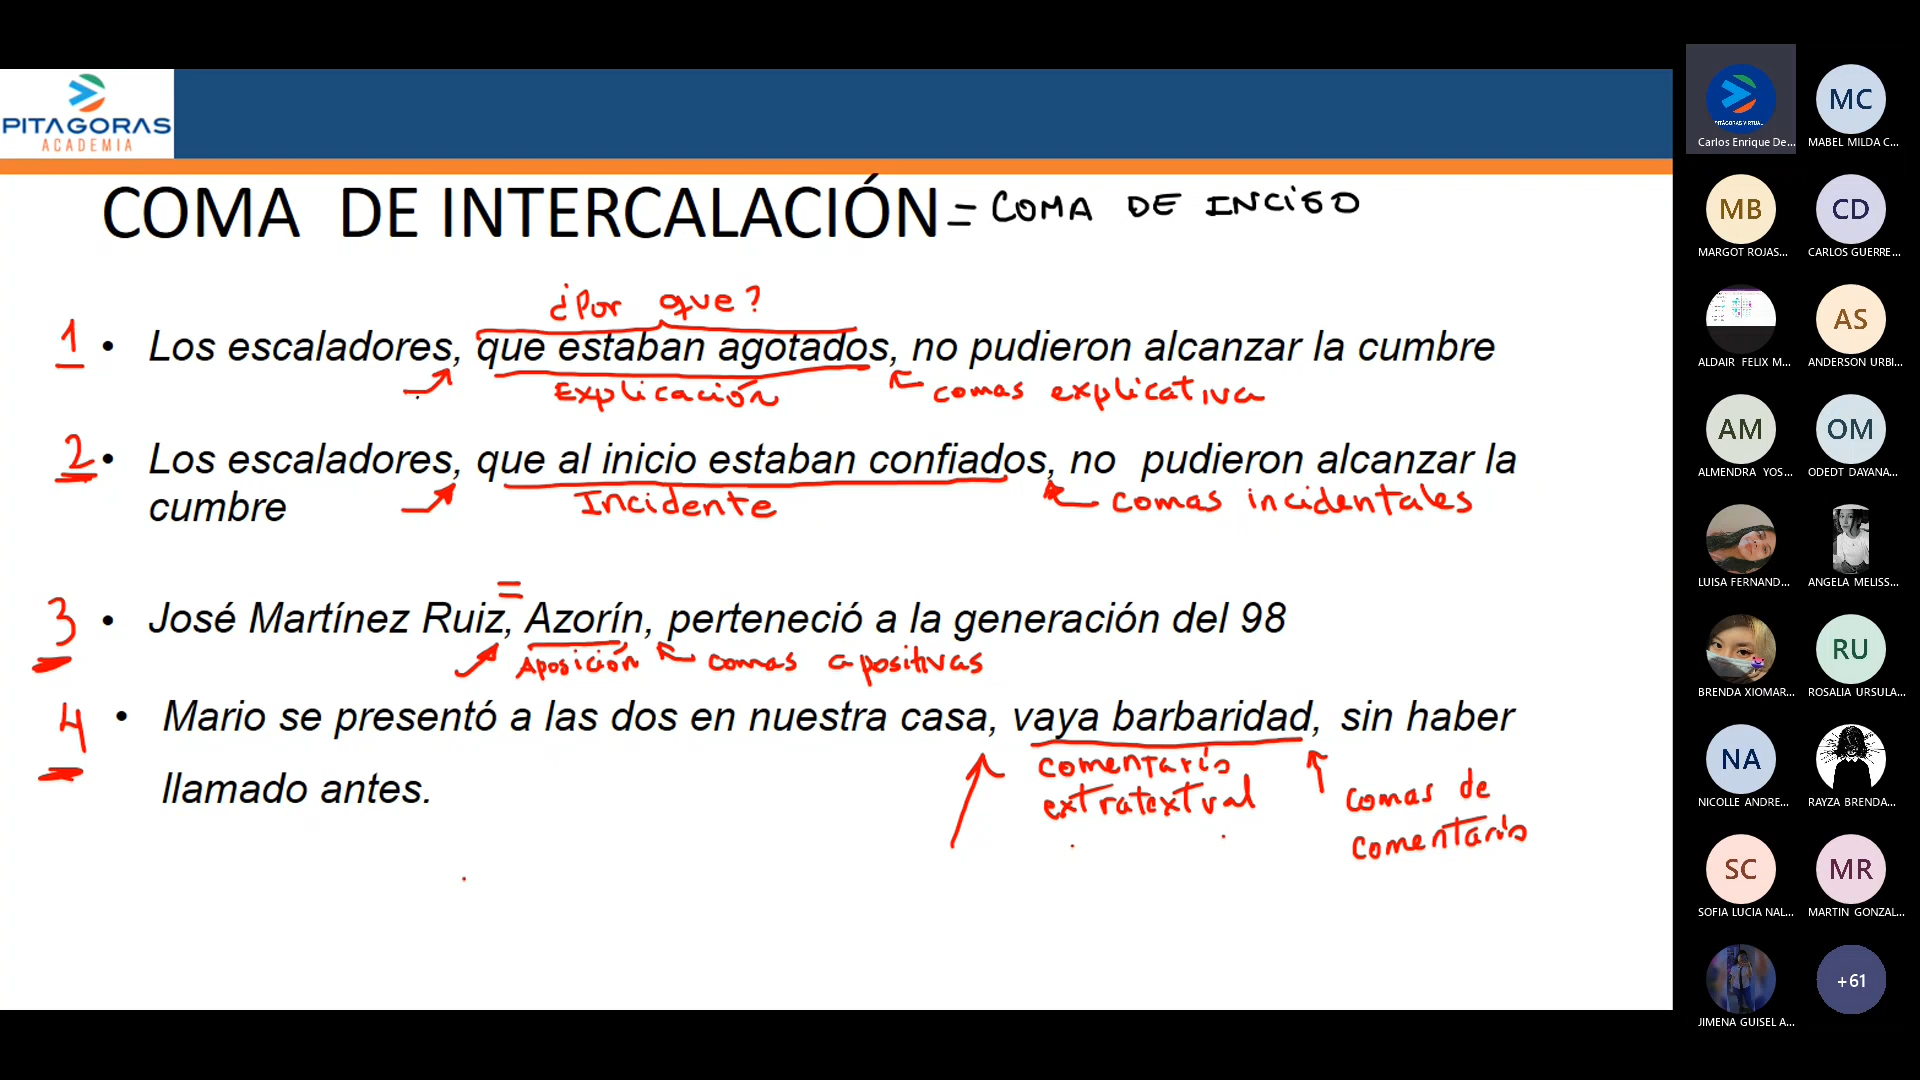 PITAGORAS
ACADEMIA
COMA DE INTERCALACIÓN = COMA DE INCISO
¿Por que?
1 • Los escaladores, que estaban agotados, no pudieron alcanzar la cumbre
Explicación comas explicativa
2 • Los escaladores, que al inicio estaban confiados, no pudieron alcanzar la
cumbre
Incidente comas incidentales
=
3 • José Martínez Ruiz, Azorín, perteneció a la generación del 98
Aposición comas apositivas
4 • Mario se presentó a las dos en nuestra casa, vaya barbaridad, sin haber
llamado antes.
comentario
extratextual
comas de
comentario
PITÁGORAS VIRTUAL
Carlos Enrique De...
MC
MABEL MILDA C...
MB
MARGOT ROJAS...
CD
CARLOS GUERRE...
ALDAIR FELIX M...
AS
ANDERSON URBI...
AM
ALMENDRA YOS...
OM
ODEDT DAYANA...
LUISA FERNAND...
ANGELA MELISS...
BRENDA XIOMAR...
RU
ROSALIA URSULA...
NA
NICOLLE ANDRE...
RAYZA BRENDA...
SC
SOFIA LUCIA NAL...
MR
MARTIN GONZAL...
JIMENA GUISEL A...
+61